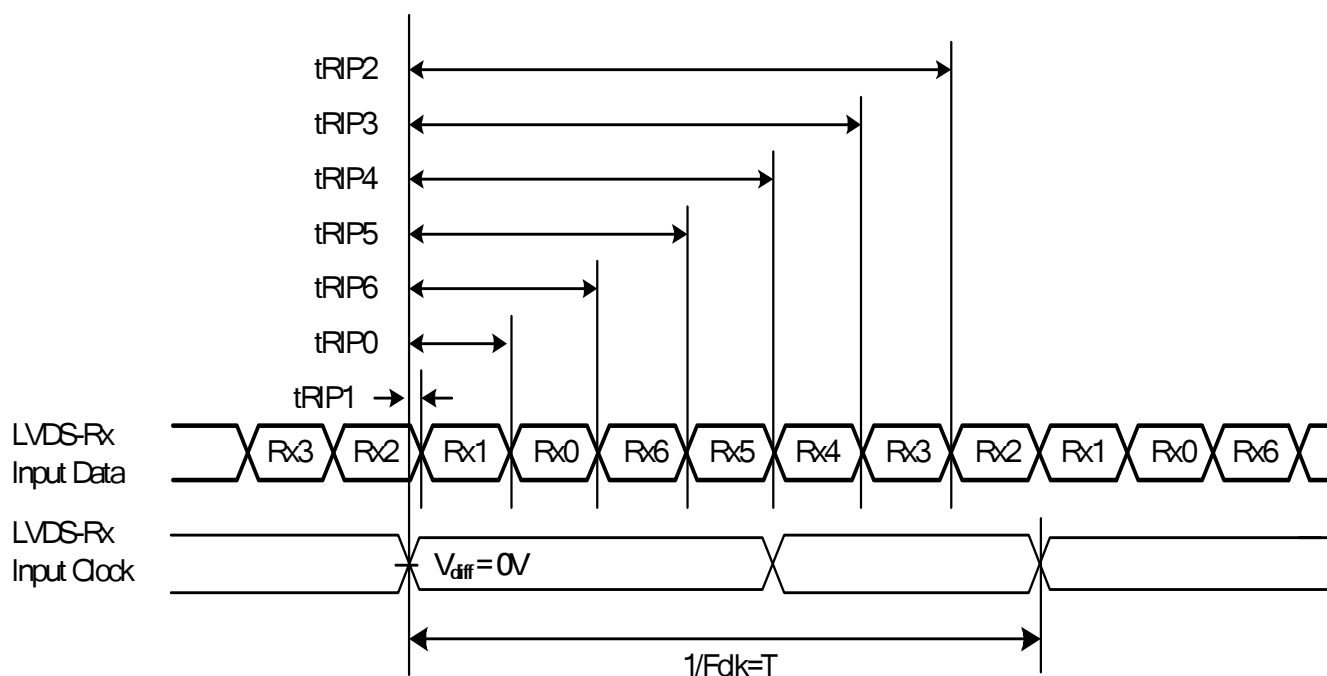 tRIP2
tRIP3
tRIP4
tRIP5
tRIP6
tRIP0
tRIP1
LVDS-Rx
Input Data
Rx3 Rx2 Rx1 Rx0 Rx6 Rx5 Rx4 Rx3 Rx2 Rx1 Rx0 Rx6
LVDS-Rx
Input Clock
Vdiff = 0V
1/Fclk=T